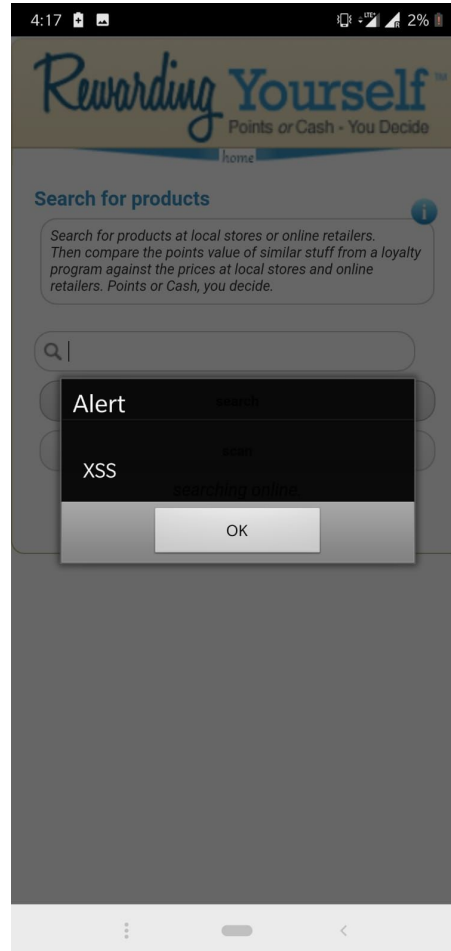 4:17
LTE+
R
2%
Rewarding Yourself™
Points or Cash - You Decide
home
Search for products
i
Search for products at local stores or online retailers.
Then compare the points value of similar stuff from a loyalty
program against the prices at local stores and online
retailers. Points or Cash, you decide.
search
Alert
scan
XSS
searching online
OK